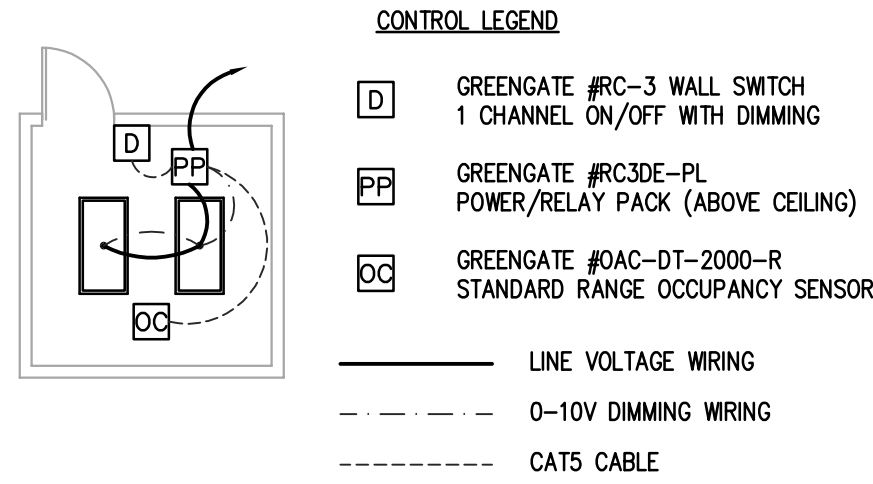 CONTROL LEGEND
D
PP
OC
D
GREENGATE #RC-3 WALL SWITCH
1 CHANNEL ON/OFF WITH DIMMING
PP
GREENGATE #RC3DE-PL
POWER/RELAY PACK (ABOVE CEILING)
OC
GREENGATE #OAC-DT-2000-R
STANDARD RANGE OCCUPANCY SENSOR
LINE VOLTAGE WIRING
0-10V DIMMING WIRING
CAT5 CABLE